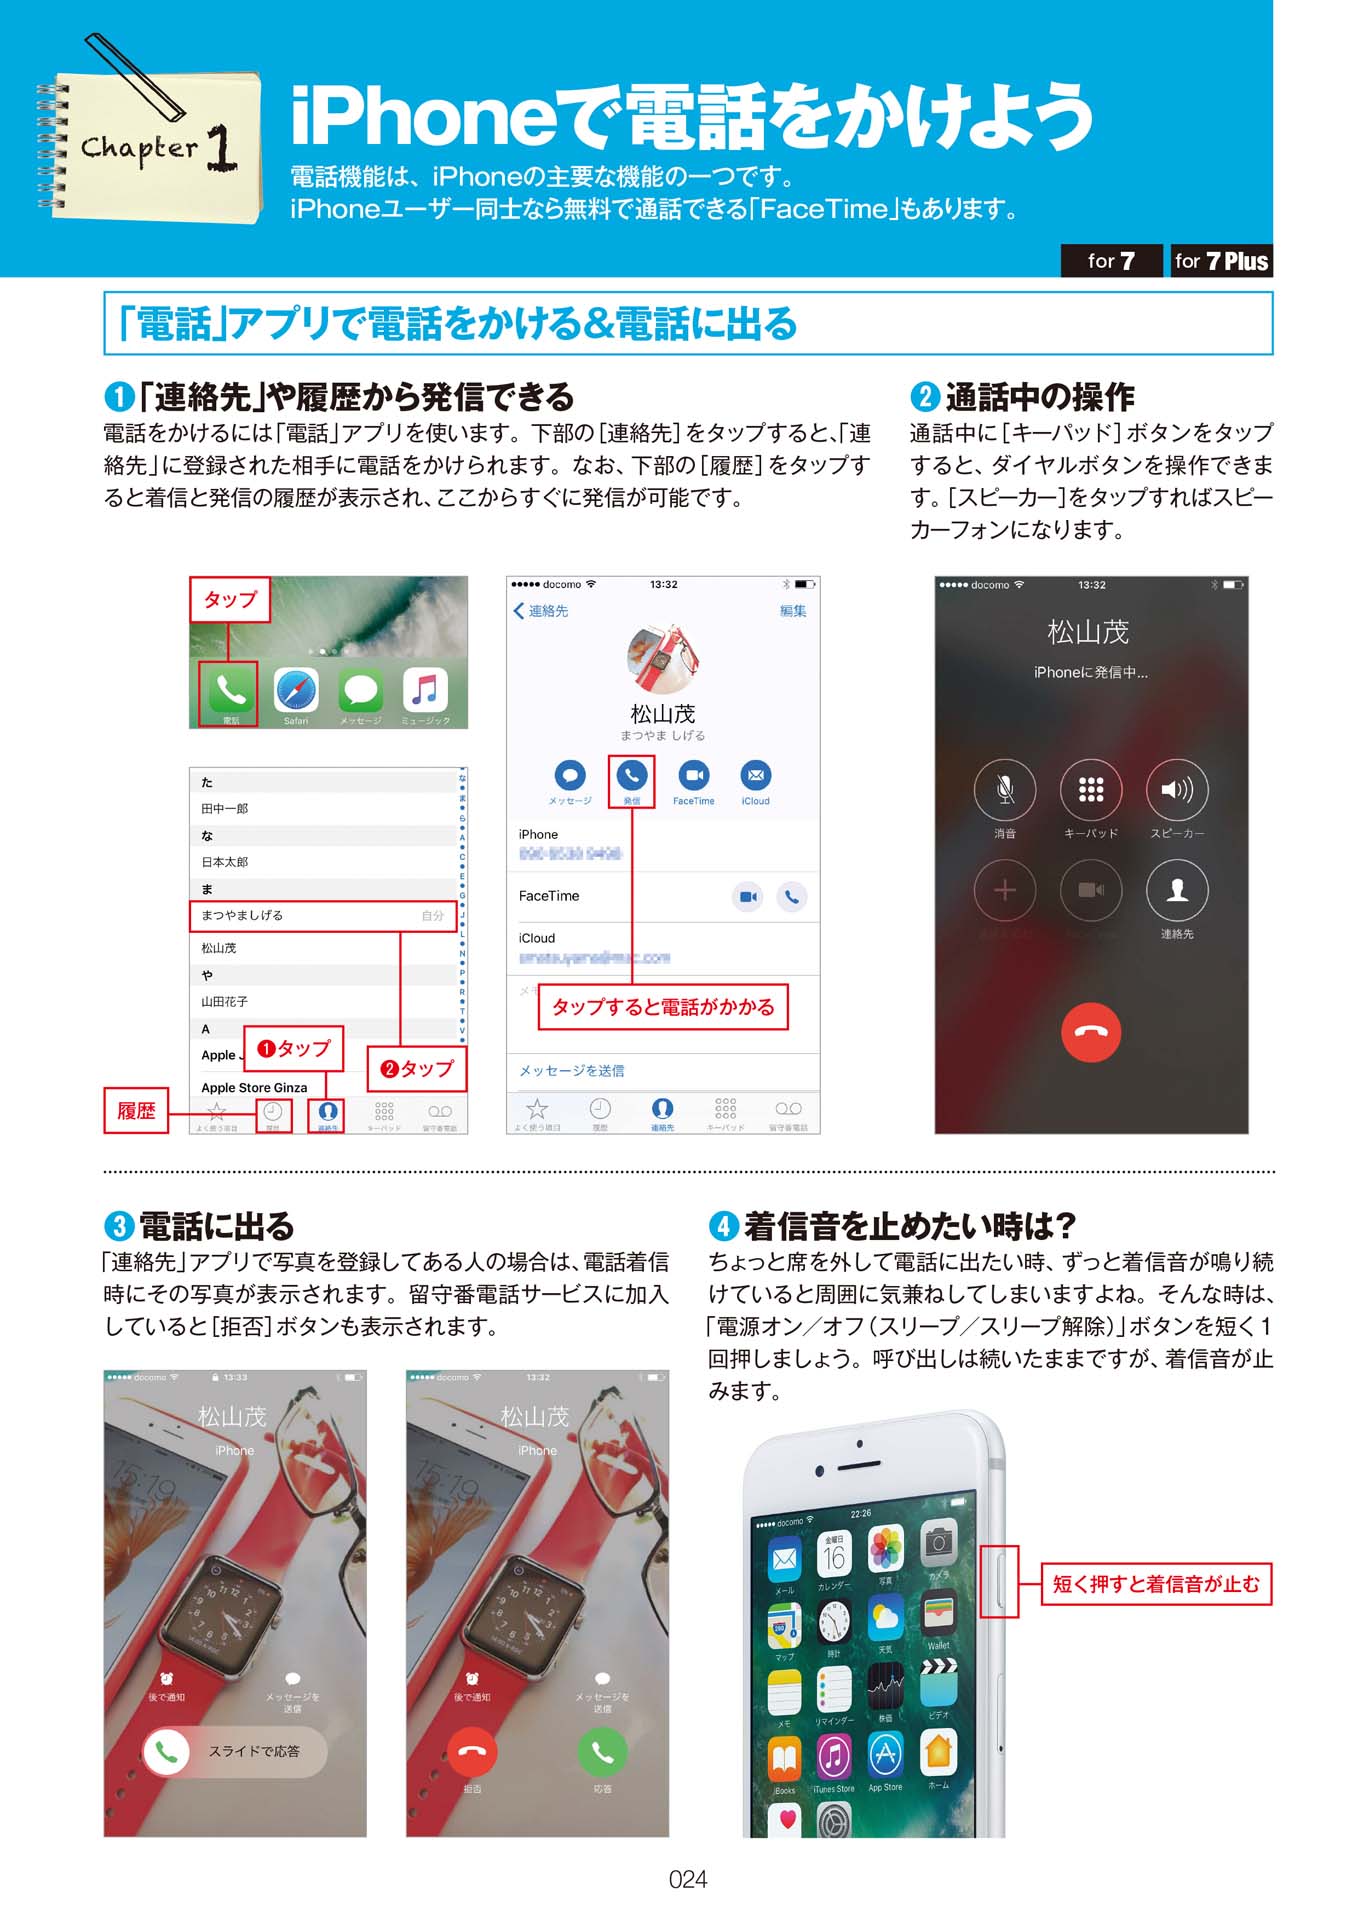 Chapter 1
iPhoneで電話をかけよう
電話機能は、iPhoneの主要な機能の一つです。
iPhoneユーザー同士なら無料で通話できる「FaceTime」もあります。
for 7
for 7 Plus
「電話」アプリで電話をかける&電話に出る
❶「連絡先」や履歴から発信できる
電話をかけるには「電話」アプリを使います。下部の[連絡先]をタップすると、「連
絡先」に登録された相手に電話をかけられます。なお、下部の[履歴]をタップす
ると着信と発信の履歴が表示され、ここからすぐに発信が可能です。
❷通話中の操作
通話中に[キーパッド]ボタンをタップ
すると、ダイヤルボタンを操作できま
す。[スピーカー]をタップすればスピー
カーフォンになります。
タップ
電話
Safari
メッセージ
ミュージック
た
田中一郎
な
日本太郎
ま
まつやましげる
自分
松山茂
や
山田花子
A
Apple J
Apple Store Ginza
❶タップ
❷タップ
履歴
よく使う項目
履歴
連絡先
キーパッド
留守番電話
docomo
13:32
連絡先
編集
松山茂
まつやま しげる
メッセージ
発信
FaceTime
iCloud
iPhone
FaceTime
iCloud
メモ
タップすると電話がかかる
メッセージを送信
よく使う項目
履歴
連絡先
キーパッド
留守番電話
docomo
13:32
松山茂
iPhoneに発信中...
消音
キーパッド
スピーカー
FaceTime
連絡先
❸電話に出る
「連絡先」アプリで写真を登録してある人の場合は、電話着信
時にその写真が表示されます。留守番電話サービスに加入
していると[拒否]ボタンも表示されます。
❹着信音を止めたい時は?
ちょっと席を外して電話に出たい時、ずっと着信音が鳴り続
けていると周囲に気兼ねしてしまいますよね。そんな時は、
「電源オン/オフ(スリープ/スリープ解除)」ボタンを短く1
回押しましょう。呼び出しは続いたままですが、着信音が止
みます。
docomo
13:33
松山茂
iPhone
15:19
後で通知
メッセージを
送信
スライドで応答
docomo
13:32
松山茂
iPhone
15:19
後で通知
メッセージを
送信
拒否
応答
docomo
22:26
金曜日
16
メール
カレンダー
写真
カメラ
280
マップ
時計
天気
Wallet
メモ
リマインダー
株価
ビデオ
iBooks
iTunes Store
App Store
ホーム
短く押すと着信音が止む
024